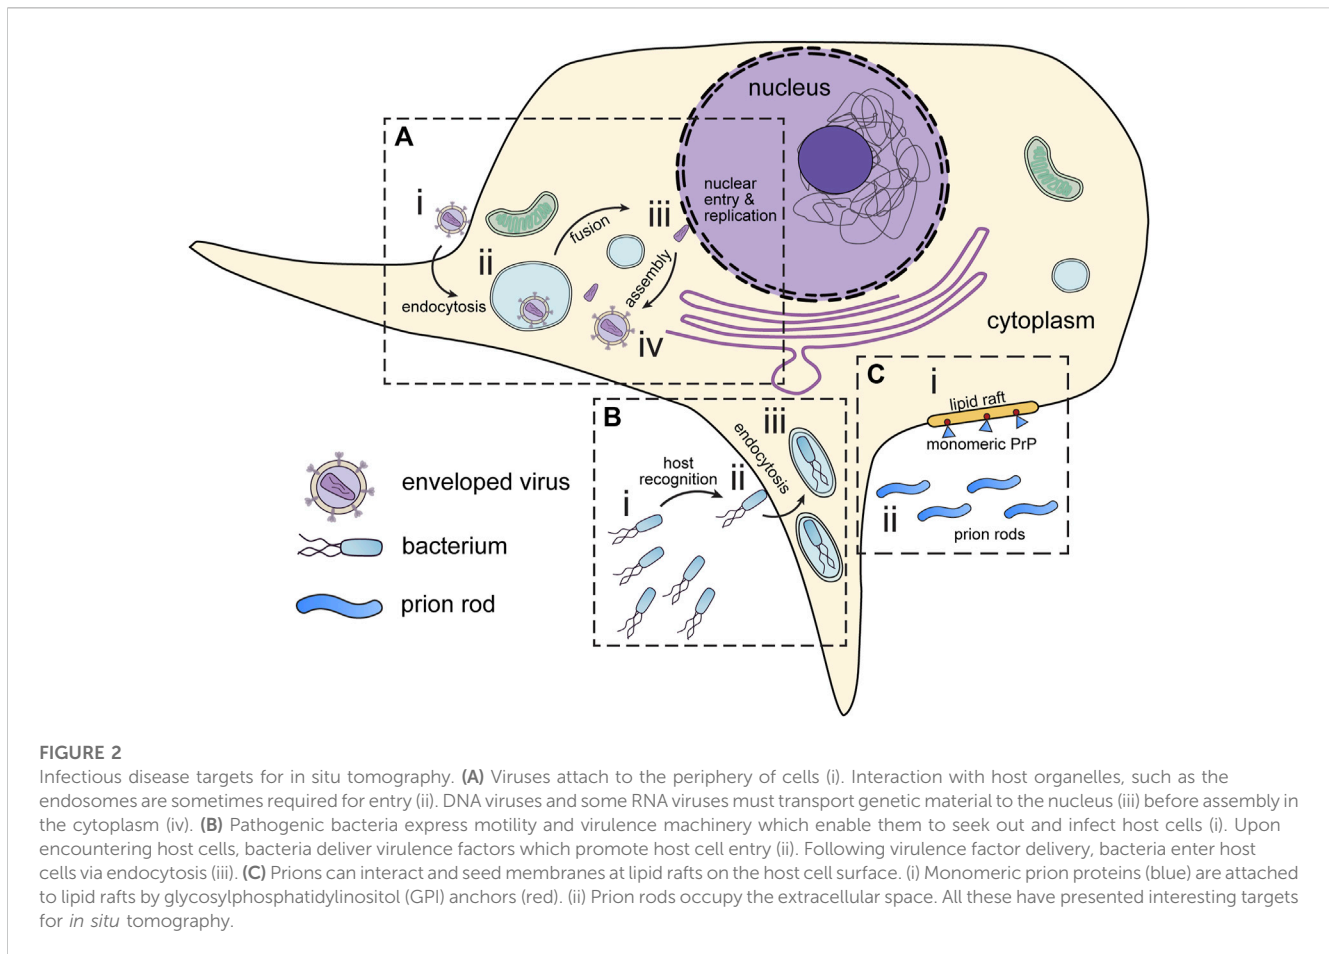 nucleus
A
i
nuclear
entry &
replication
fusion
iii
ii
assembly
endocytosis
iv
cytoplasm
C
i
lipid raft
monomeric PrP
ii
prion rods
B
iii
endocytosis
host
recognition
ii
i
enveloped virus
bacterium
prion rod
FIGURE 2
Infectious disease targets for in situ tomography. (A) Viruses attach to the periphery of cells (i). Interaction with host organelles, such as the
endosomes are sometimes required for entry (ii). DNA viruses and some RNA viruses must transport genetic material to the nucleus (iii) before assembly in
the cytoplasm (iv). (B) Pathogenic bacteria express motility and virulence machinery which enable them to seek out and infect host cells (i). Upon
encountering host cells, bacteria deliver virulence factors which promote host cell entry (ii). Following virulence factor delivery, bacteria enter host
cells via endocytosis (iii). (C) Prions can interact and seed membranes at lipid rafts on the host cell surface. (i) Monomeric prion proteins (blue) are attached
to lipid rafts by glycosylphosphatidylinositol (GPI) anchors (red). (ii) Prion rods occupy the extracellular space. All these have presented interesting targets
for in situ tomography.